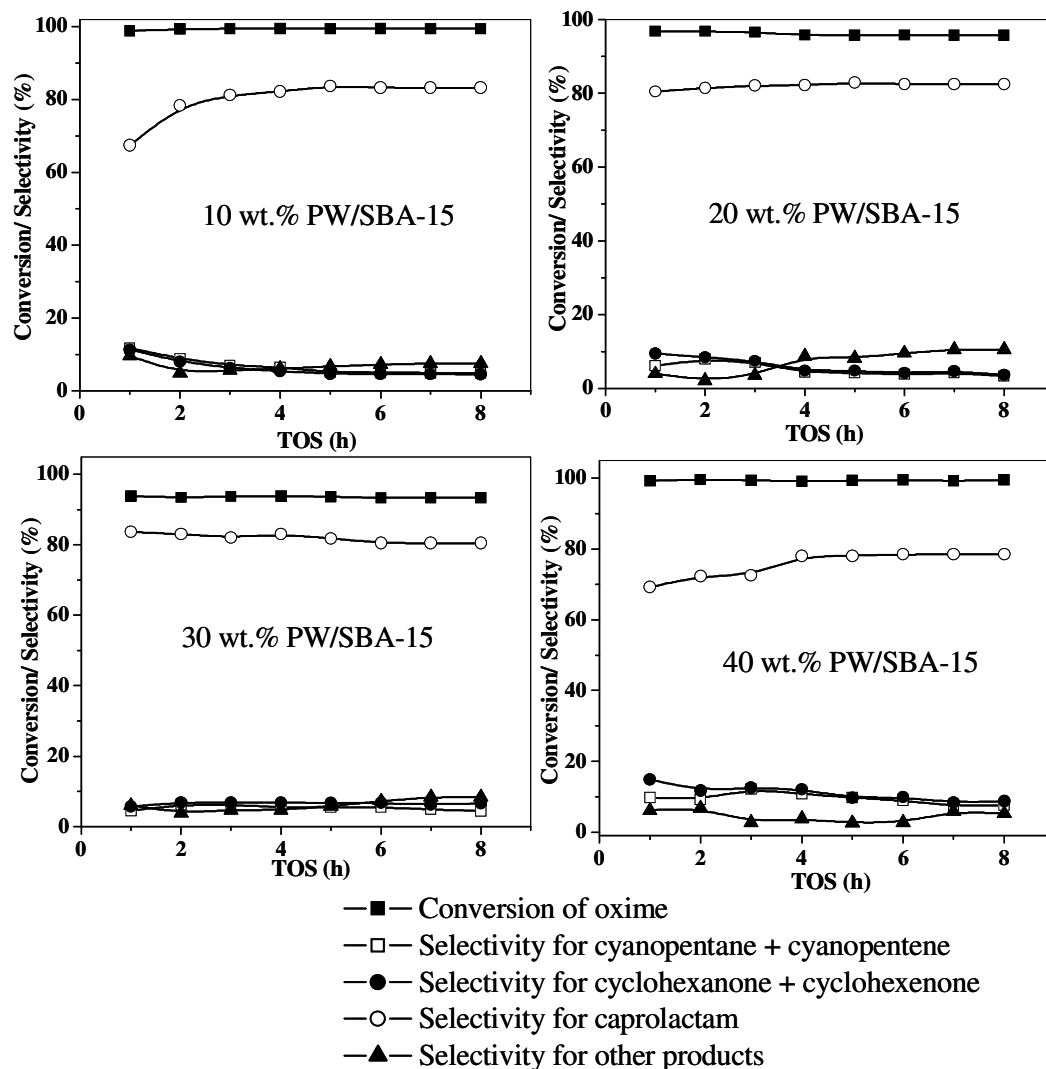 Conversion/ Selectivity (%)
100
80
60
40
20
0
10 wt.% PW/SBA-15
0
2
4
6
8
TOS (h)
Conversion/ Selectivity (%)
100
80
60
40
20
0
20 wt.% PW/SBA-15
0
2
4
6
8
TOS (h)
Conversion/ Selectivity (%)
100
80
60
40
20
0
30 wt.% PW/SBA-15
0
2
4
6
8
TOS (h)
Conversion/ Selectivity (%)
100
80
60
40
20
0
40 wt.% PW/SBA-15
0
2
4
6
8
TOS (h)
Conversion of oxime
Selectivity for cyanopentane + cyanopentene
Selectivity for cyclohexanone + cyclohexenone
Selectivity for caprolactam
Selectivity for other products